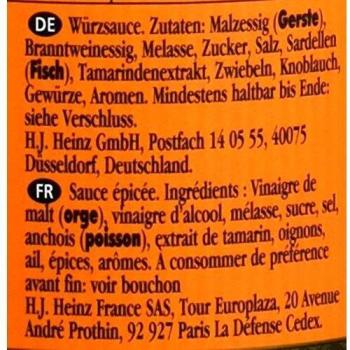 DE Würzsauce. Zutaten: Malzessig (Gerste),
Branntweinessig, Melasse, Zucker, Salz, Sardellen
(Fisch), Tamarindenextrakt, Zwiebeln, Knoblauch,
Gewürze, Aromen. Mindestens haltbar bis Ende:
siehe Verschluss.
H.J. Heinz GmbH, Postfach 14 05 55, 40075
Düsseldorf, Deutschland.
FR Sauce épicée. Ingrédients : Vinaigre de
malt (orge), vinaigre d'alcool, mélasse, sucre, sel,
anchois (poisson), extrait de tamarin, oignons,
ail, épices, arômes. À consommer de préférence
avant fin: voir bouchon
H.J. Heinz France SAS, Tour Europlaza, 20 Avenue
André Prothin, 92 927 Paris La Défense Cedex.